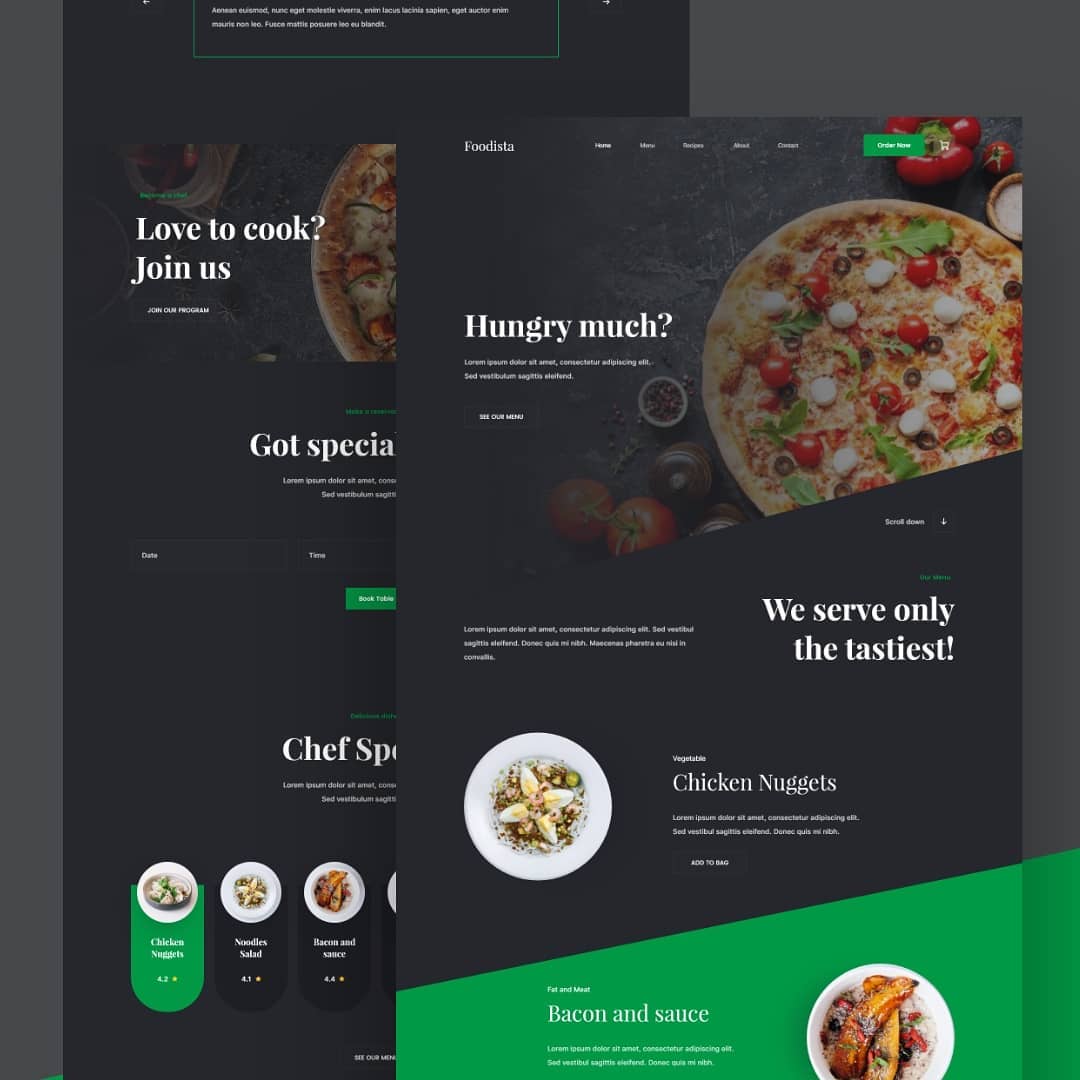 ←
Aenean euismod, nunc eget molestie viverra, enim lacus lacinia sapien, eget auctor enim
mauris non leo. Fusce mattis posuere leo eu blandit.
→
Become a chef
Love to cook?
Join us
JOIN OUR PROGRAM
Make a reserva
Got special
Lorem ipsum dolor sit amet, cons
Sed vestibulum sagitti
Date
Time
Book Table
Delicious dish
Chef Spe
Lorem ipsum dolor sit amet, cons
Sed vestibulum sagitti
Chicken
Nuggets
4.2 ★
Noodles
Salad
4.1 ★
Bacon and
sauce
4.4 ★
SEE OUR MEN
Foodista
Home
Menu
Recipes
About
Contact
Order Now
Hungry much?
Lorem ipsum dolor sit amet, consectetur adipiscing elit.
Sed vestibulum sagittis eleifend.
SEE OUR MENU
Scroll down ↓
Our Menu
We serve only
the tastiest!
Lorem ipsum dolor sit amet, consectetur adipiscing elit. Sed vestibul
sagittis eleifend. Donec quis mi nibh. Maecenas pharetra eu nisl in
convallis.
Vegetable
Chicken Nuggets
Lorem ipsum dolor sit amet, consectetur adipiscing elit.
Sed vestibul sagittis eleifend. Donec quis mi nibh.
ADD TO BAG
Fat and Meat
Bacon and sauce
Lorem ipsum dolor sit amet, consectetur adipiscing elit.
Sed vestibul sagittis eleifend. Donec quis mi nibh.